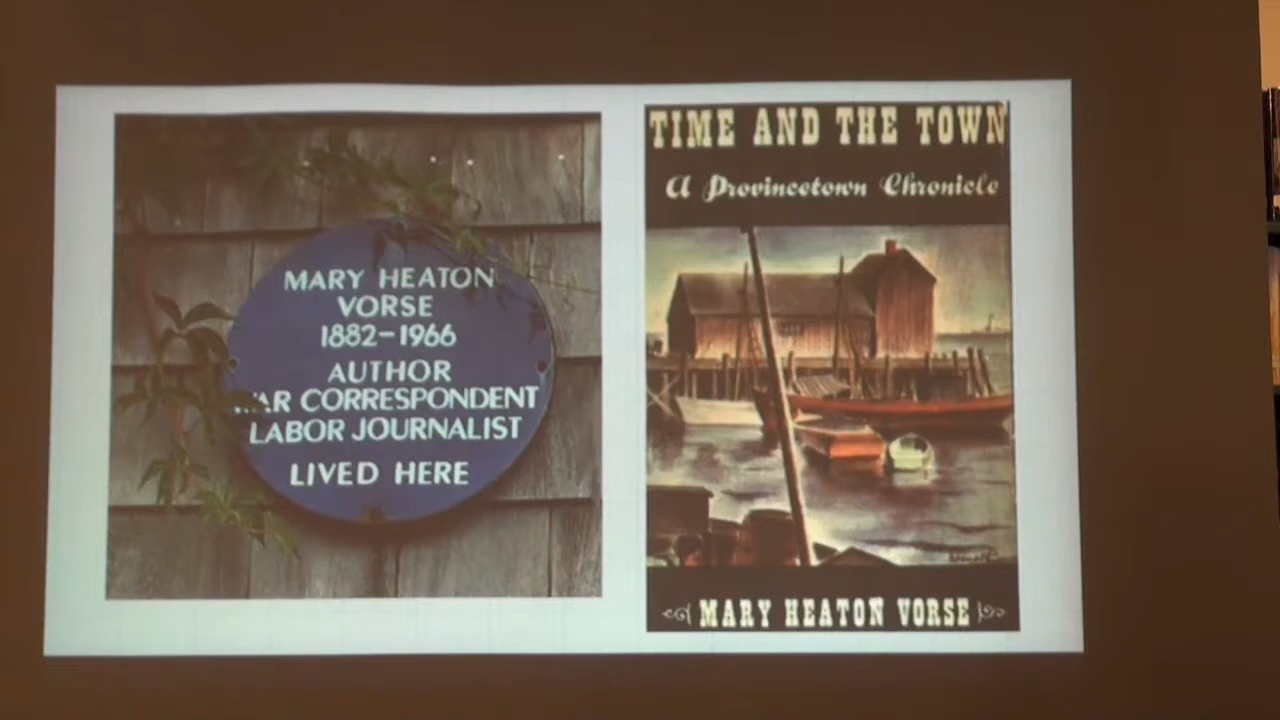 MARY HEATON
VORSE
1882-1966
AUTHOR
WAR CORRESPONDENT
LABOR JOURNALIST
LIVED HERE
TIME AND THE TOWN
A Provincetown Chronicle
MARY HEATON VORSE